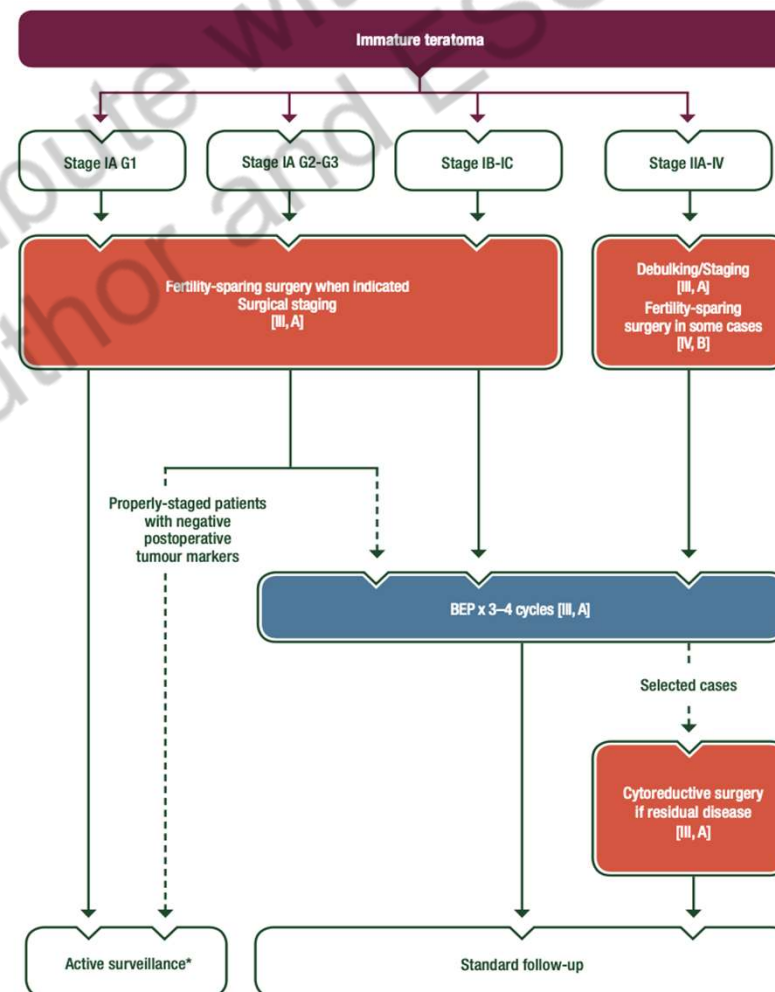 Immature teratoma
Stage IA G1
Stage IA G2-G3
Stage IB-IC
Stage IIA-IV
Fertility-sparing surgery when indicated
Surgical staging
[III, A]
Debulking/Staging
[III, A]
Fertility-sparing
surgery in some cases
[IV, B]
Properly-staged patients
with negative
postoperative
tumour markers
BEP x 3–4 cycles [III, A]
Selected cases
Cytoreductive surgery
if residual disease
[III, A]
Active surveillance*
Standard follow-up